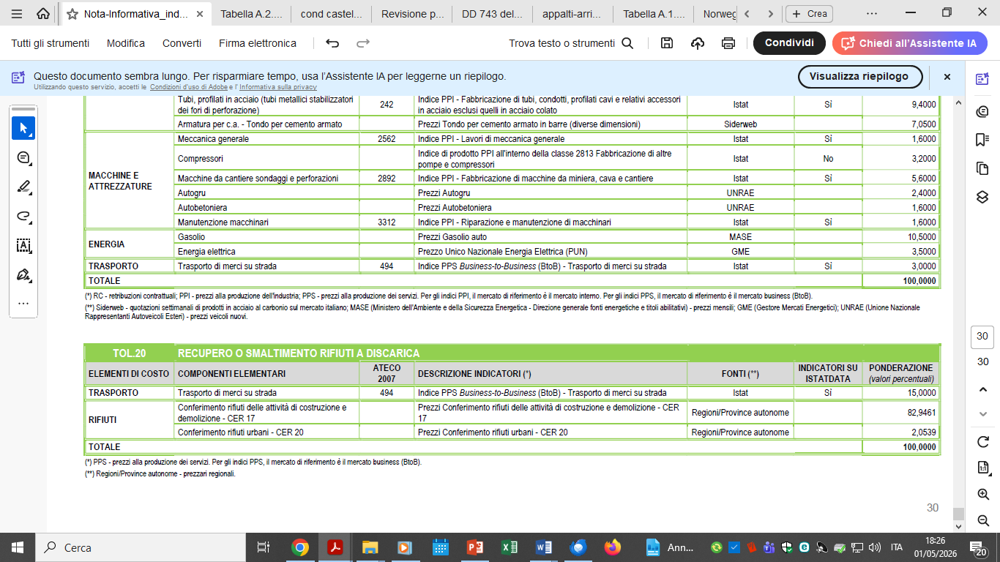 Nota-Informativa_ind...
Tabella A.2....
cond castel...
Revisione p...
DD 743 del...
appalti-arri...
Tabella A.1....
Norweg
Crea
Tutti gli strumenti
Modifica
Converti
Firma elettronica
Trova testo o strumenti
Condividi
Chiedi all'Assistente IA
Questo documento sembra lungo. Per risparmiare tempo, usa l'Assistente IA per leggerne un riepilogo.
Utilizzando questo servizio, accetti le Condizioni d'uso di Adobe e l' Informativa sulla privacy
Visualizza riepilogo
Tubi, profilati in acciaio (tubi metallici stabilizzatori dei fori di perforazione) 242 Indice PPI - Fabbricazione di tubi, condotti, profilati cavi e relativi accessori in acciaio esclusi quelli in acciaio colato Istat Sì 9,4000
Armatura per c.a. - Tondo per cemento armato Prezzi Tondo per cemento armato in barre (diverse dimensioni) Siderweb 7,0500
MACCHINE E ATTREZZATURE
Meccanica generale 2562 Indice PPI - Lavori di meccanica generale Istat Sì 1,6000
Compressori Indice di prodotto PPI all'interno della classe 2813 Fabbricazione di altre pompe e compressori Istat No 3,2000
Macchine da cantiere sondaggi e perforazioni 2892 Indice PPI - Fabbricazione di macchine da miniera, cava e cantiere Istat Sì 5,6000
Autogru Prezzi Autogru UNRAE 2,4000
Autobetoniera Prezzi Autobetoniera UNRAE 1,6000
Manutenzione macchinari 3312 Indice PPI - Riparazione e manutenzione di macchinari Istat Sì 1,6000
ENERGIA
Gasolio Prezzi Gasolio auto MASE 10,5000
Energia elettrica Prezzo Unico Nazionale Energia Elettrica (PUN) GME 3,5000
TRASPORTO Trasporto di merci su strada 494 Indice PPS Business-to-Business (BtoB) - Trasporto di merci su strada Istat Sì 3,0000
TOTALE 100,0000
(*) RC - retribuzioni contrattuali; PPI - prezzi alla produzione dell'industria; PPS - prezzi alla produzione dei servizi. Per gli indici PPI, il mercato di riferimento è il mercato interno. Per gli indici PPS, il mercato di riferimento è il mercato business (BtoB).
(**) Siderweb - quotazioni settimanali di prodotti in acciaio al carbonio sul mercato italiano; MASE (Ministero dell'Ambiente e della Sicurezza Energetica - Direzione generale fonti energetiche e titoli abilitativi) - prezzi mensili; GME (Gestore Mercati Energetici); UNRAE (Unione Nazionale
Rappresentanti Autoveicoli Esteri) - prezzi veicoli nuovi.
TOL.20 RECUPERO O SMALTIMENTO RIFIUTI A DISCARICA
ELEMENTI DI COSTO COMPONENTI ELEMENTARI ATECO 2007 DESCRIZIONE INDICATORI (*) FONTI (**) INDICATORI SU ISTATDATA PONDERAZIONE (valori percentuali)
TRASPORTO Trasporto di merci su strada 494 Indice PPS Business-to-Business (BtoB) - Trasporto di merci su strada Istat Sì 15,0000
RIFIUTI
Conferimento rifiuti delle attività di costruzione e demolizione - CER 17 Prezzi Conferimento rifiuti delle attività di costruzione e demolizione - CER 17 Regioni/Province autonome 82,9461
Conferimento rifiuti urbani - CER 20 Prezzi Conferimento rifiuti urbani - CER 20 Regioni/Province autonome 2,0539
TOTALE 100,0000
(*) PPS - prezzi alla produzione dei servizi. Per gli indici PPS, il mercato di riferimento è il mercato business (BtoB).
(**) Regioni/Province autonome - prezzari regionali.
30
30
30
Cerca
Ann...
ITA
18:26
01/05/2026
20